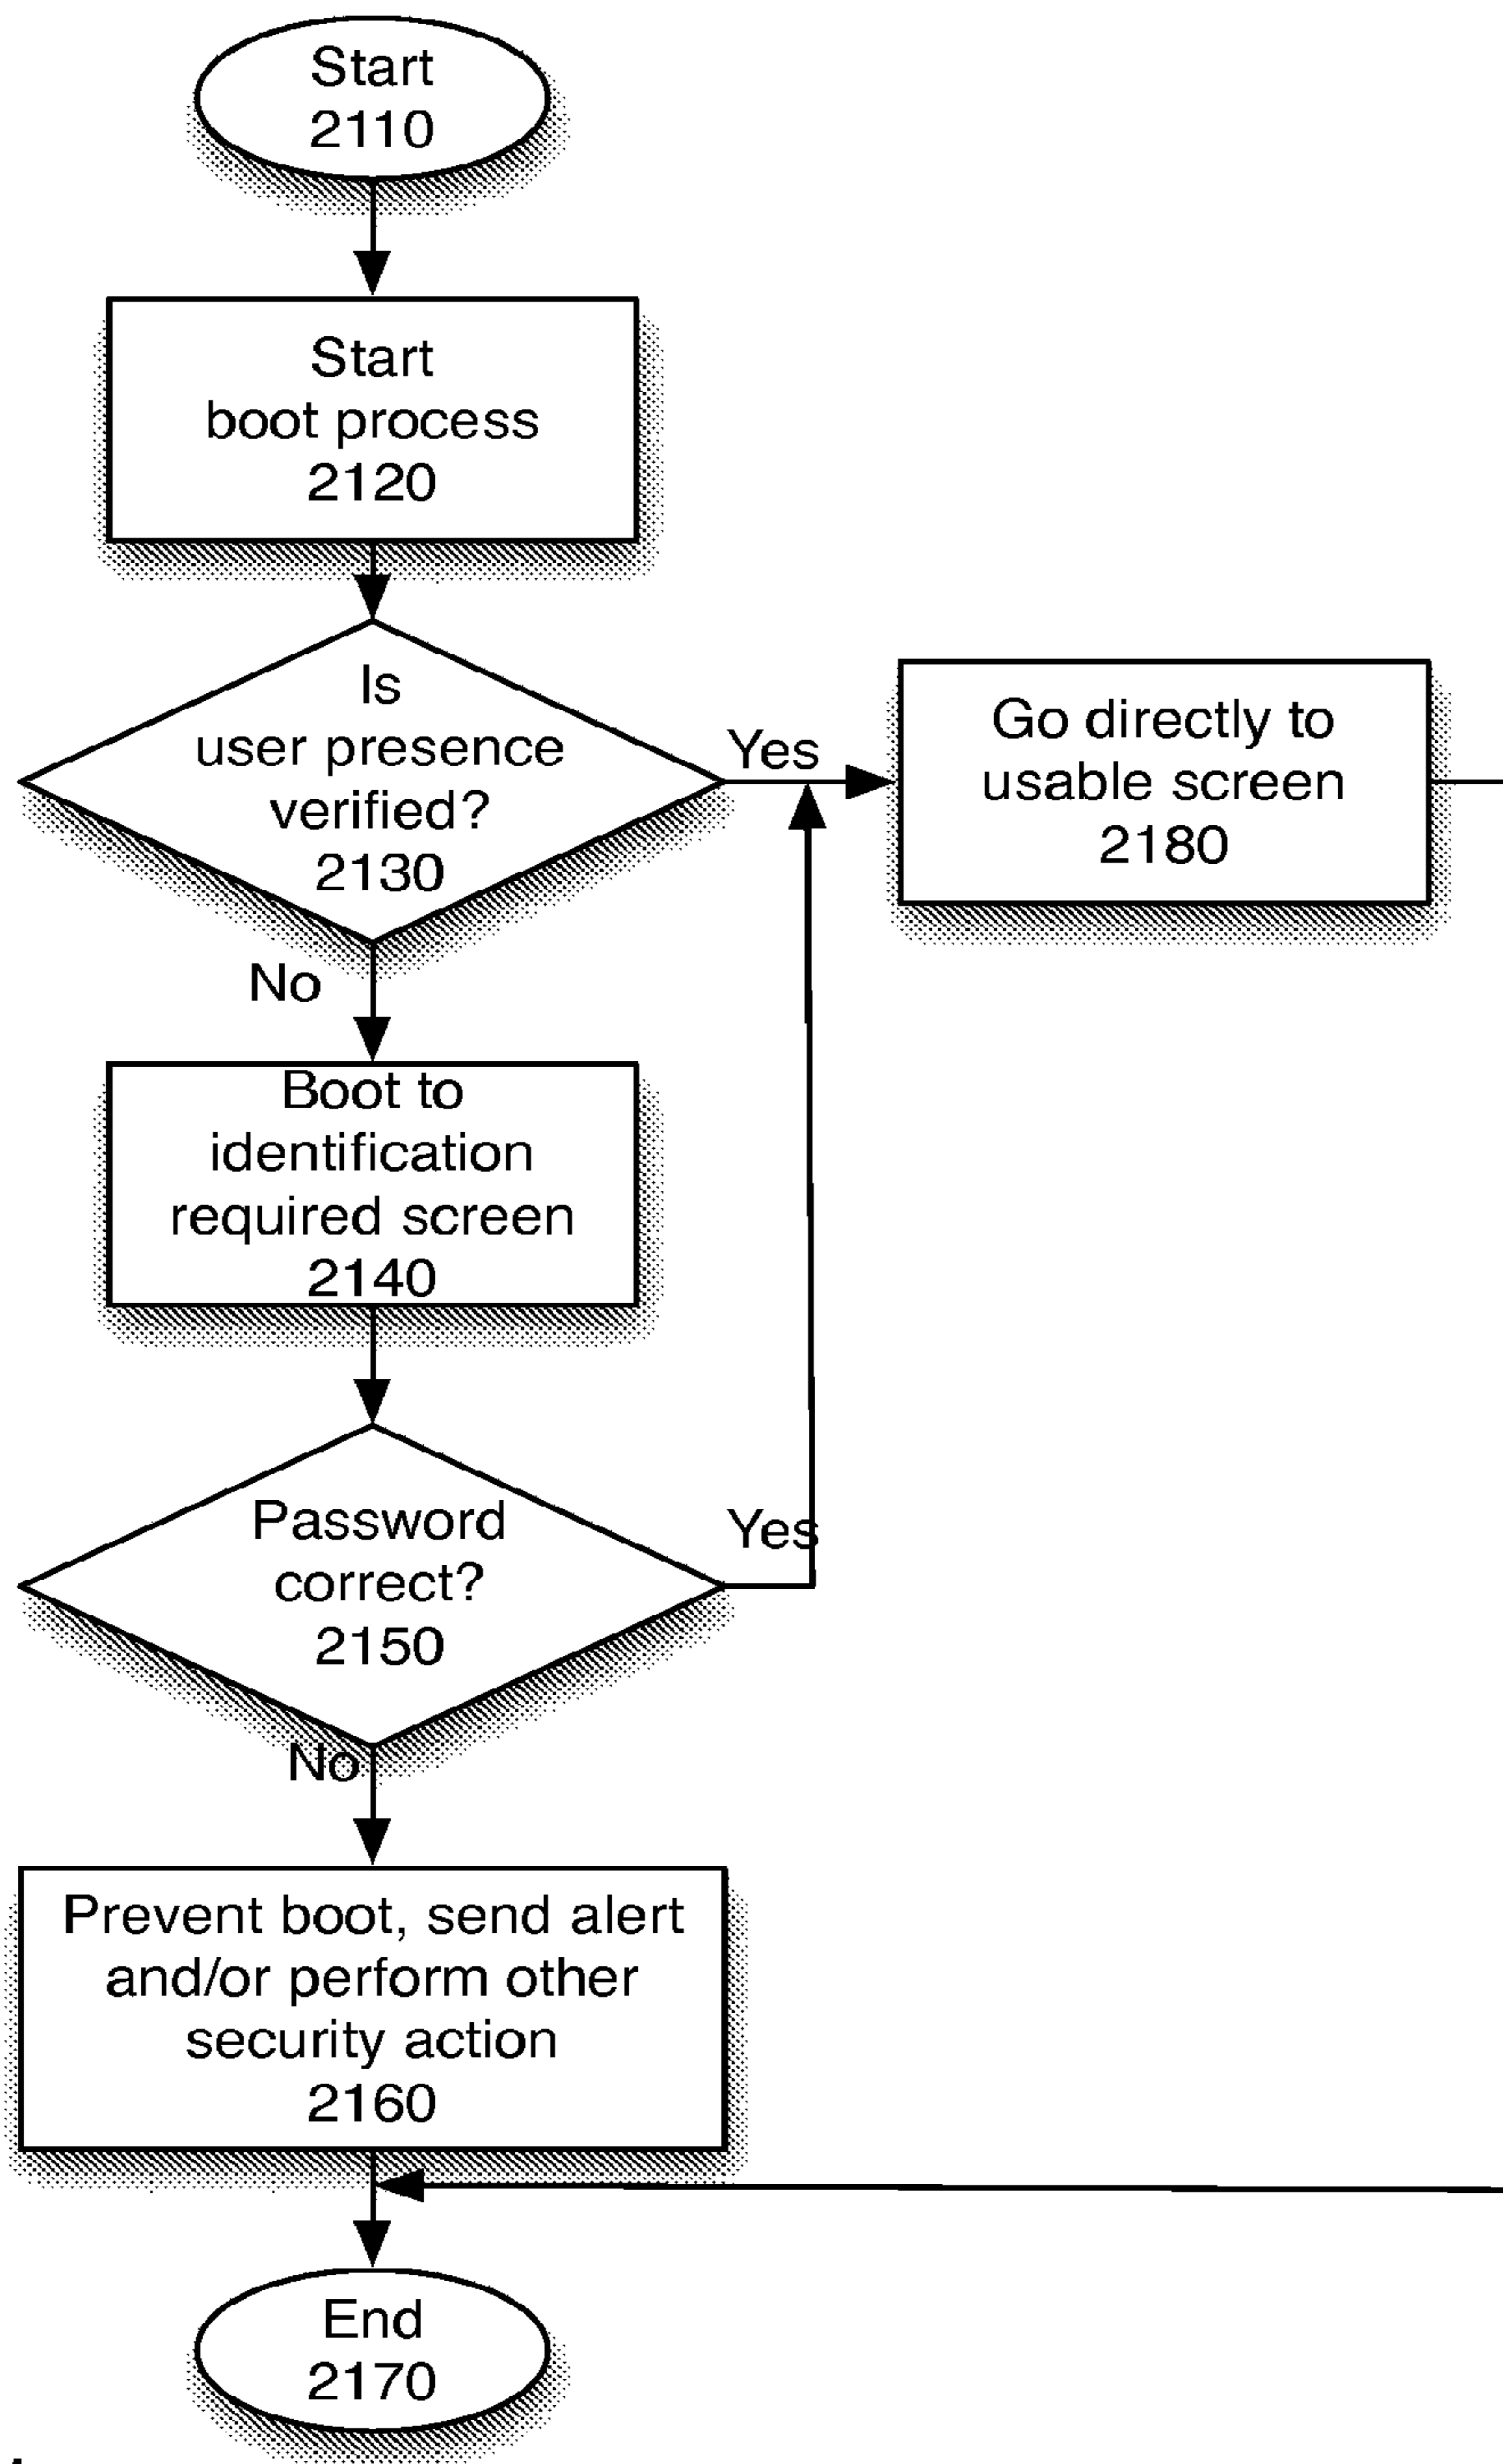 Start
2110
Start
boot process
2120
Is
user presence
verified?
2130
Yes
Go directly to
usable screen
2180
No
Boot to
identification
required screen
2140
Password
correct?
2150
Yes
No
Prevent boot, send alert
and/or perform other
security action
2160
End
2170